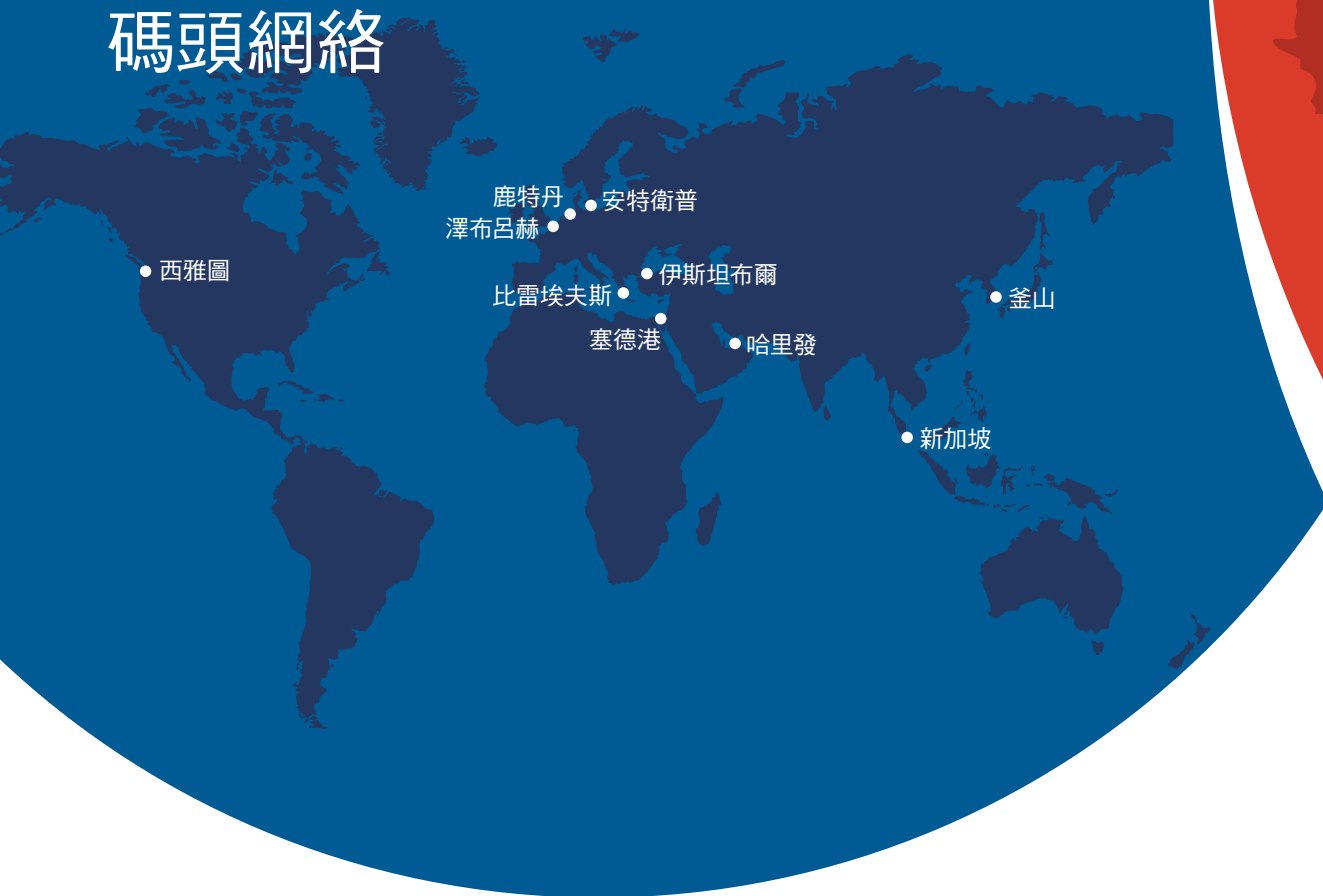 碼頭網絡
鹿特丹
安特衛普
澤布呂赫
西雅圖
伊斯坦布爾
比雷埃夫斯
釜山
塞德港
哈里發
新加坡